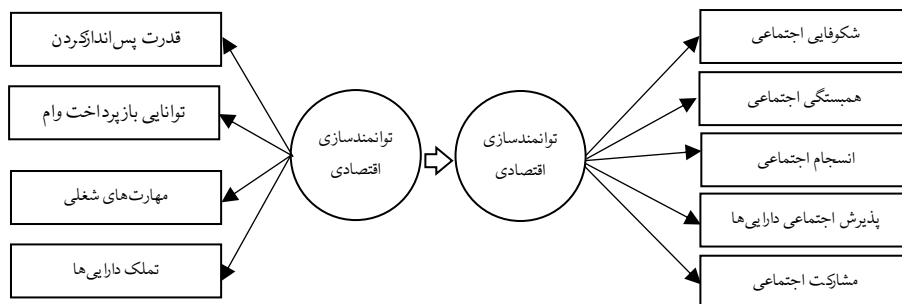 شکوفایی اجتماعی
همبستگی اجتماعی
انسجام اجتماعی
پذیرش اجتماعی دارایی‌ها
مشارکت اجتماعی
توانمندسازی
اقتصادی
توانمندسازی
اقتصادی
قدرت پس‌اندازکردن
توانایی بازپرداخت وام
مهارت‌های شغلی
تملک دارایی‌ها